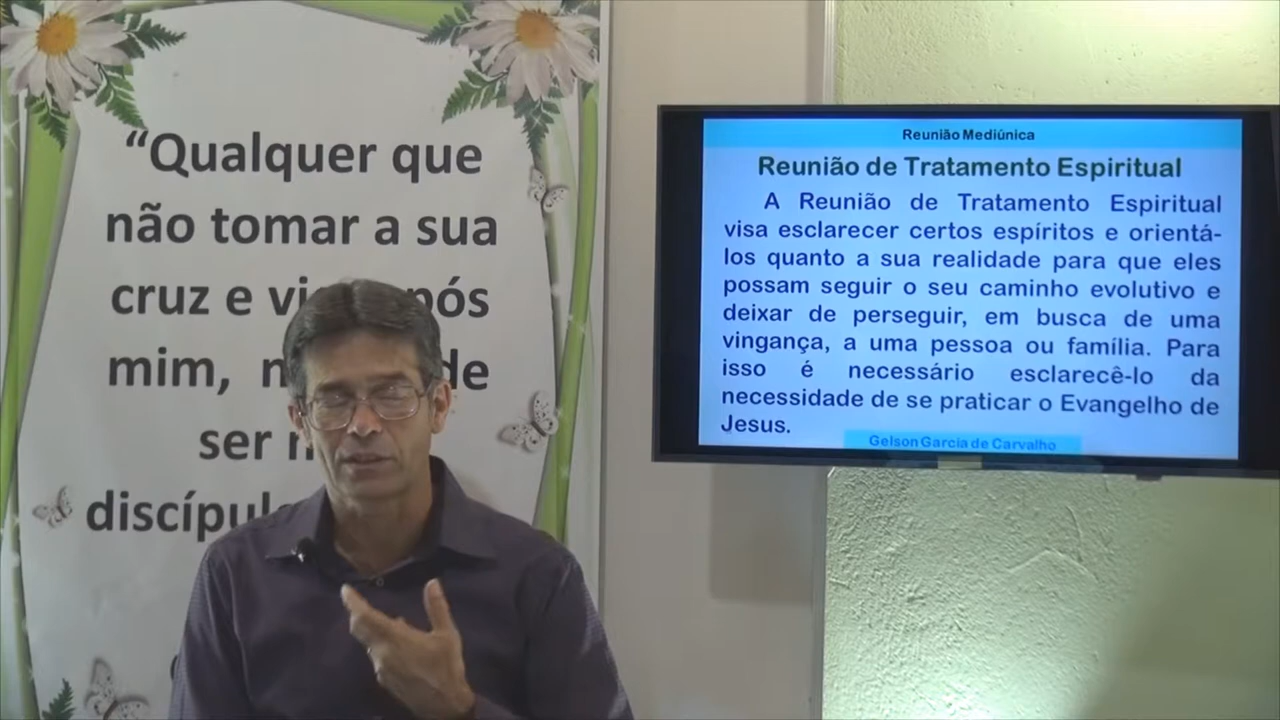 “Qualquer que
não tomar a sua
cruz e vi pós
mim, n de
ser
discípul
Reunião Mediúnica
Reunião de Tratamento Espiritual
A Reunião de Tratamento Espiritual
visa esclarecer certos espíritos e orientá-
los quanto a sua realidade para que eles
possam seguir o seu caminho evolutivo e
deixar de perseguir, em busca de uma
vingança, a uma pessoa ou família. Para
isso é necessário esclarecê-lo da
necessidade de se praticar o Evangelho de
Jesus.
Gelson Garcia de Carvalho